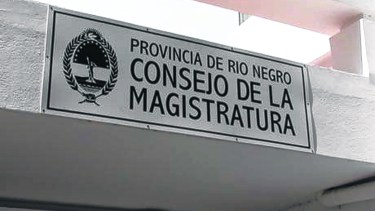 PROVINCIA DE RIO NEGRO
CONSEJO DE LA
MAGISTRATURA